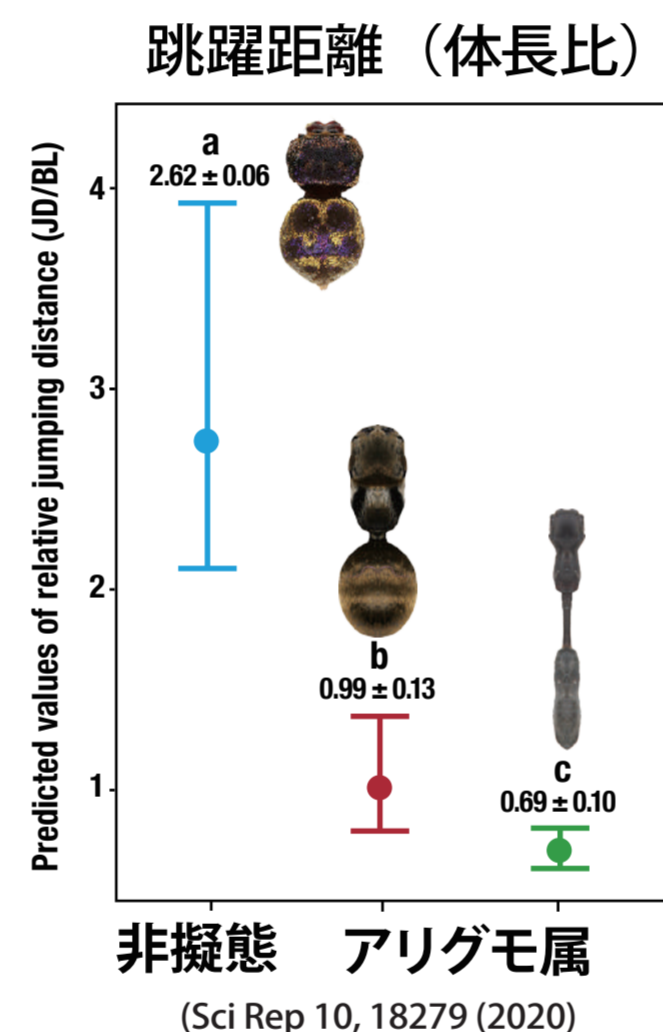 跳躍距離（体長比）
Predicted values of relative jumping distance (JD/BL)
4
3
2
1
a
2.62 ± 0.06
b
0.99 ± 0.13
c
0.69 ± 0.10
非擬態 アリグモ属
(Sci Rep 10, 18279 (2020)